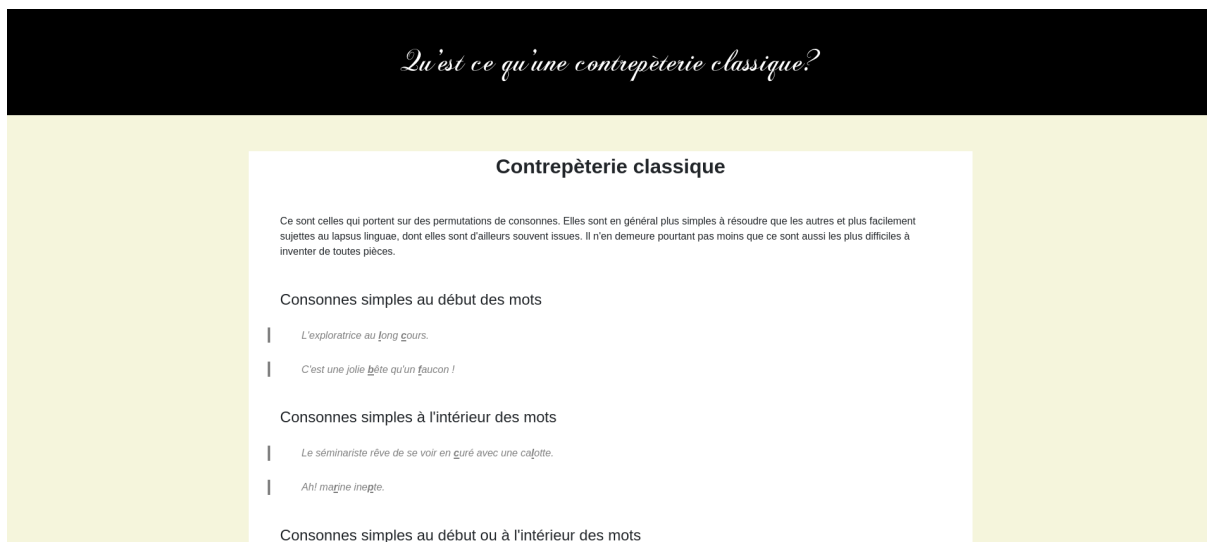 Qu'est ce qu'une contrepèterie classique?
Contrepèterie classique
Ce sont celles qui portent sur des permutations de consonnes. Elles sont en général plus simples à résoudre que les autres et plus facilement
sujettes au lapsus linguae, dont elles sont d'ailleurs souvent issues. Il n'en demeure pourtant pas moins que ce sont aussi les plus difficiles à
inventer de toutes pièces.
Consonnes simples au début des mots
L'exploratrice au long cours.
C'est une jolie bête qu'un faucon !
Consonnes simples à l'intérieur des mots
Le séminariste rêve de se voir en curé avec une calotte.
Ah! marine inepte.
Consonnes simples au début ou à l'intérieur des mots